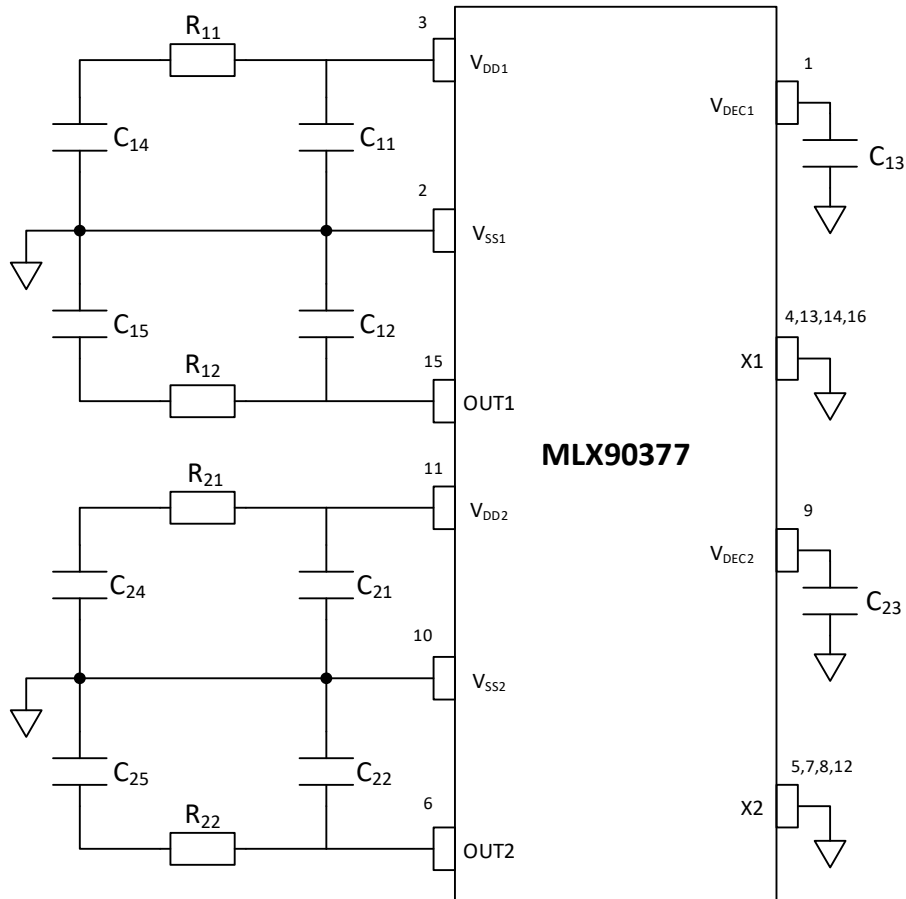 R11
3
VDD1
1
VDEC1
C14
C11
C13
2
VSS1
C15
C12
4,13,14,16
X1
R12
15
OUT1
MLX90377
R21
11
VDD2
9
VDEC2
C24
C21
C23
10
VSS2
C25
C22
5,7,8,12
X2
R22
6
OUT2